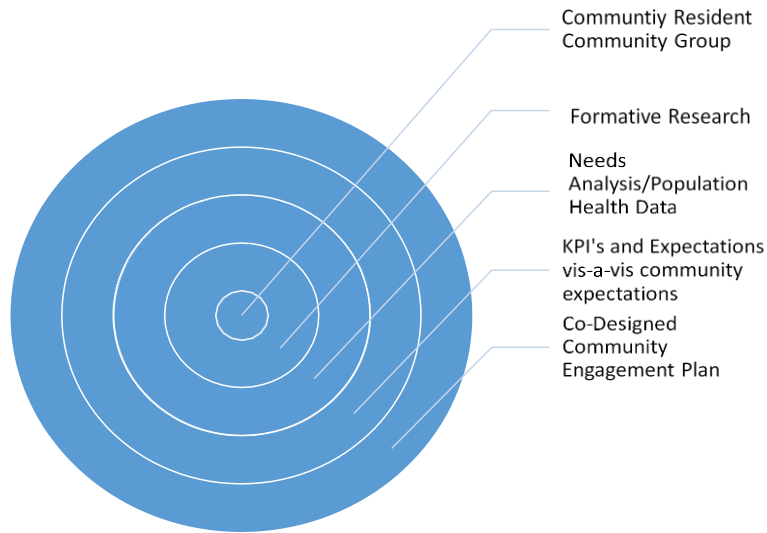 Communtiy Resident
Community Group
Formative Research
Needs
Analysis/Population
Health Data
KPI's and Expectations
vis-a-vis community
expectations
Co-Designed
Community
Engagement Plan